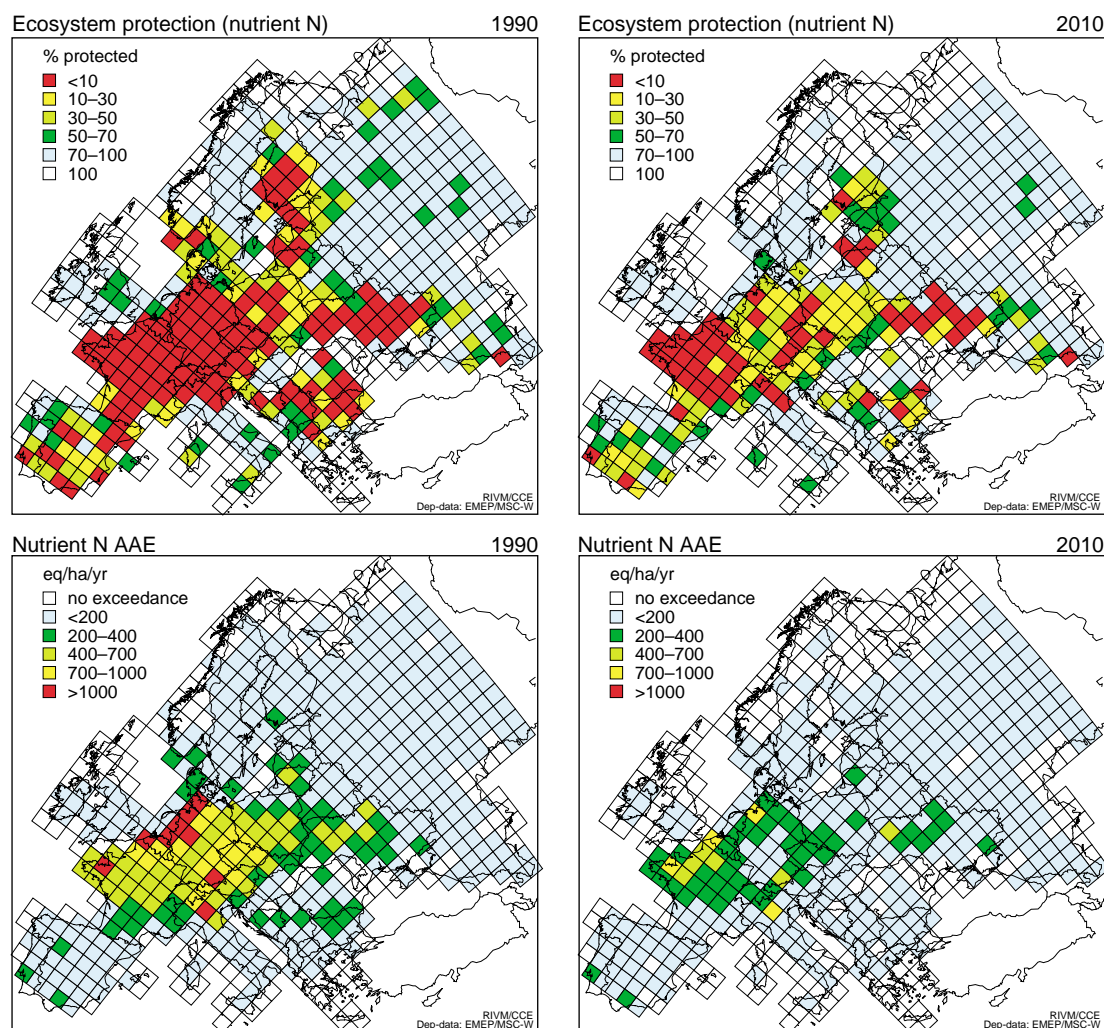 Ecosystem protection (nutrient N) 1990
% protected
<10
10–30
30–50
50–70
70–100
100
RIVM/CCE
Dep-data: EMEP/MSC-W
Ecosystem protection (nutrient N) 2010
% protected
<10
10–30
30–50
50–70
70–100
100
RIVM/CCE
Dep-data: EMEP/MSC-W
Nutrient N AAE 1990
eq/ha/yr
no exceedance
<200
200–400
400–700
700–1000
>1000
RIVM/CCE
Dep-data: EMEP/MSC-W
Nutrient N AAE 2010
eq/ha/yr
no exceedance
<200
200–400
400–700
700–1000
>1000
RIVM/CCE
Dep-data: EMEP/MSC-W